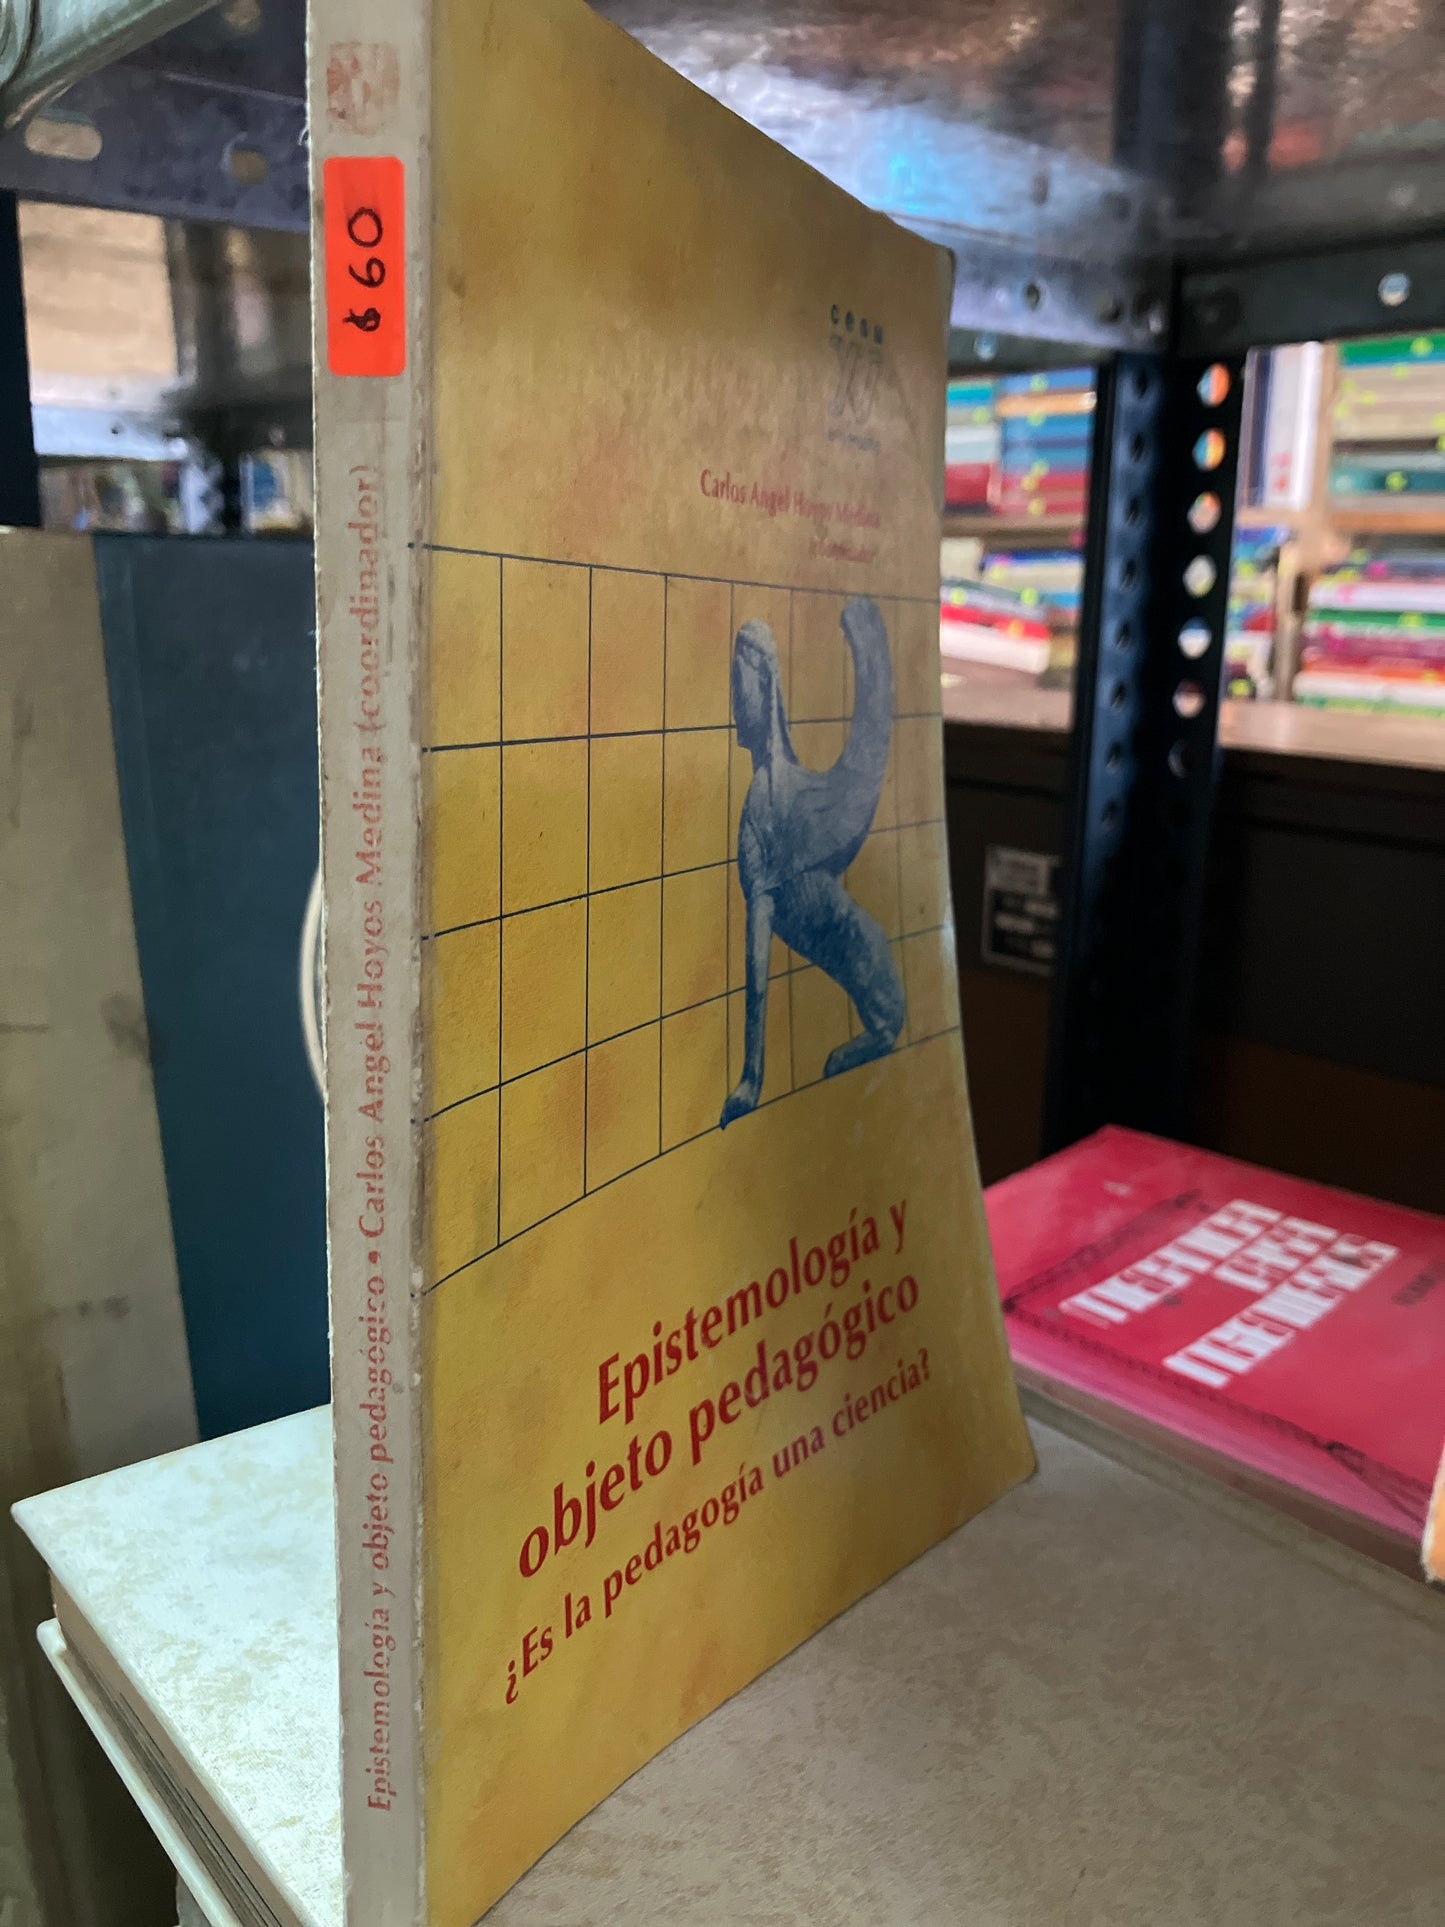 $60
Epistemología y objeto pedagógico • Carlos Angel Hoyos Medina (coordinador)
cesu
Carlos Angel Hoyos Medina
Epistemología y
objeto pedagógico
¿Es la pedagogía una ciencia?